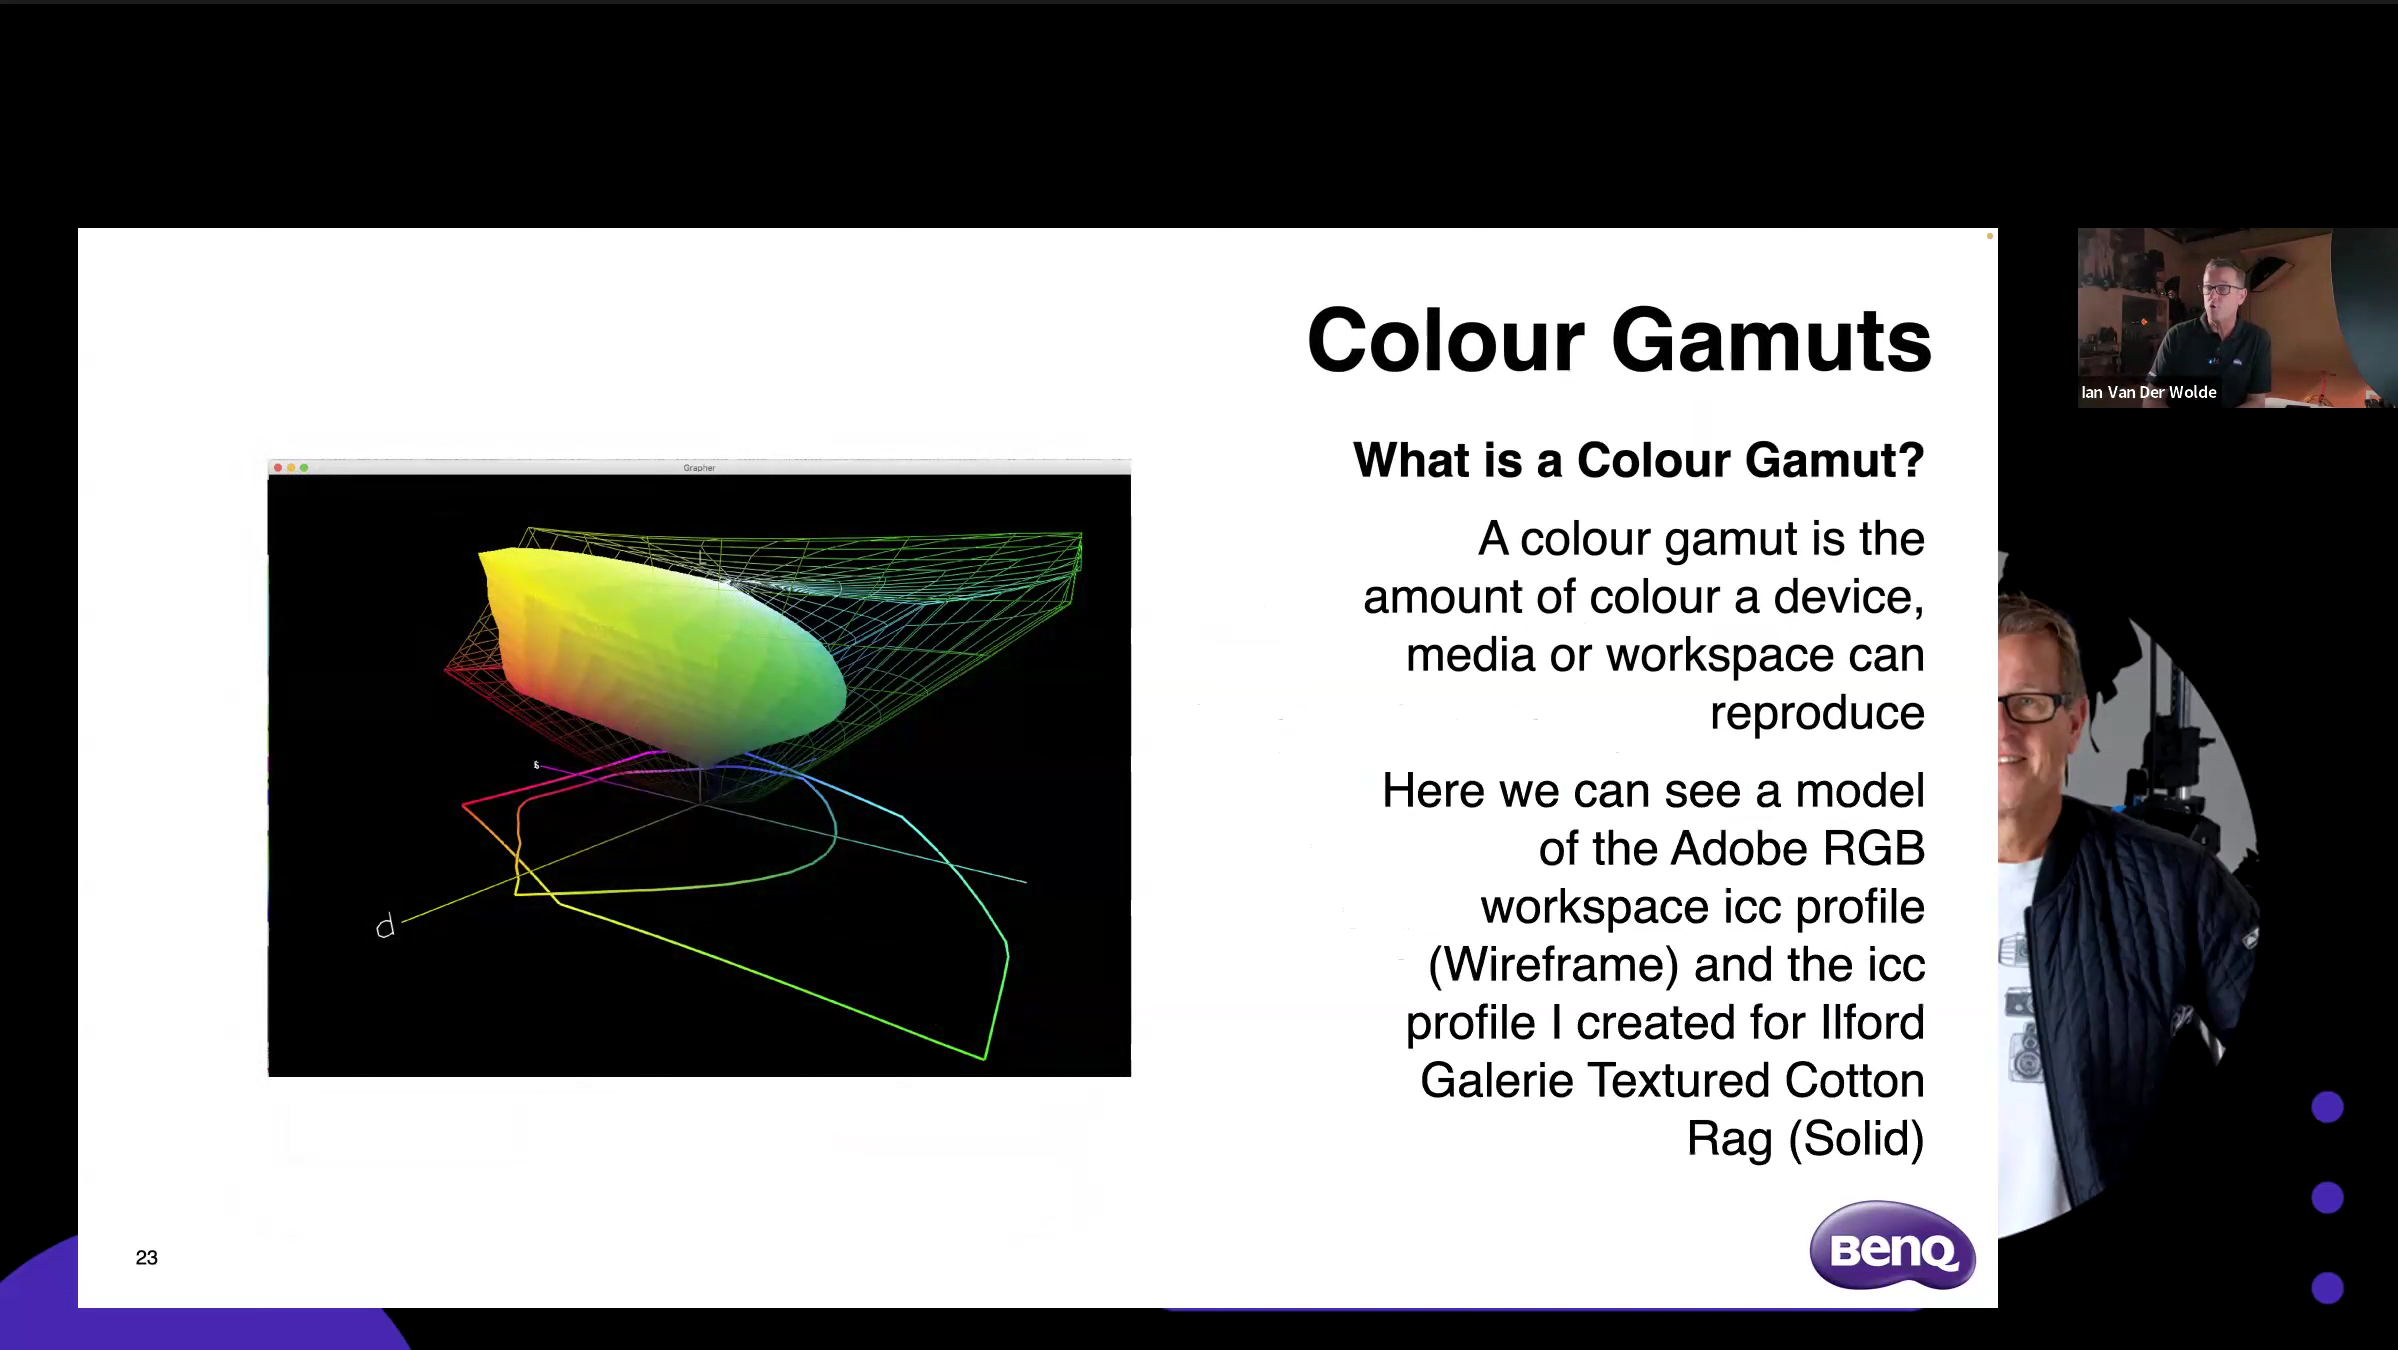 Colour Gamuts
Ian Van Der Wolde
What is a Colour Gamut?
A colour gamut is the
amount of colour a device,
media or workspace can
reproduce
Here we can see a model
of the Adobe RGB
workspace icc profile
(Wireframe) and the icc
profile I created for Ilford
Galerie Textured Cotton
Rag (Solid)
Grapher
s
d
23
BenQ